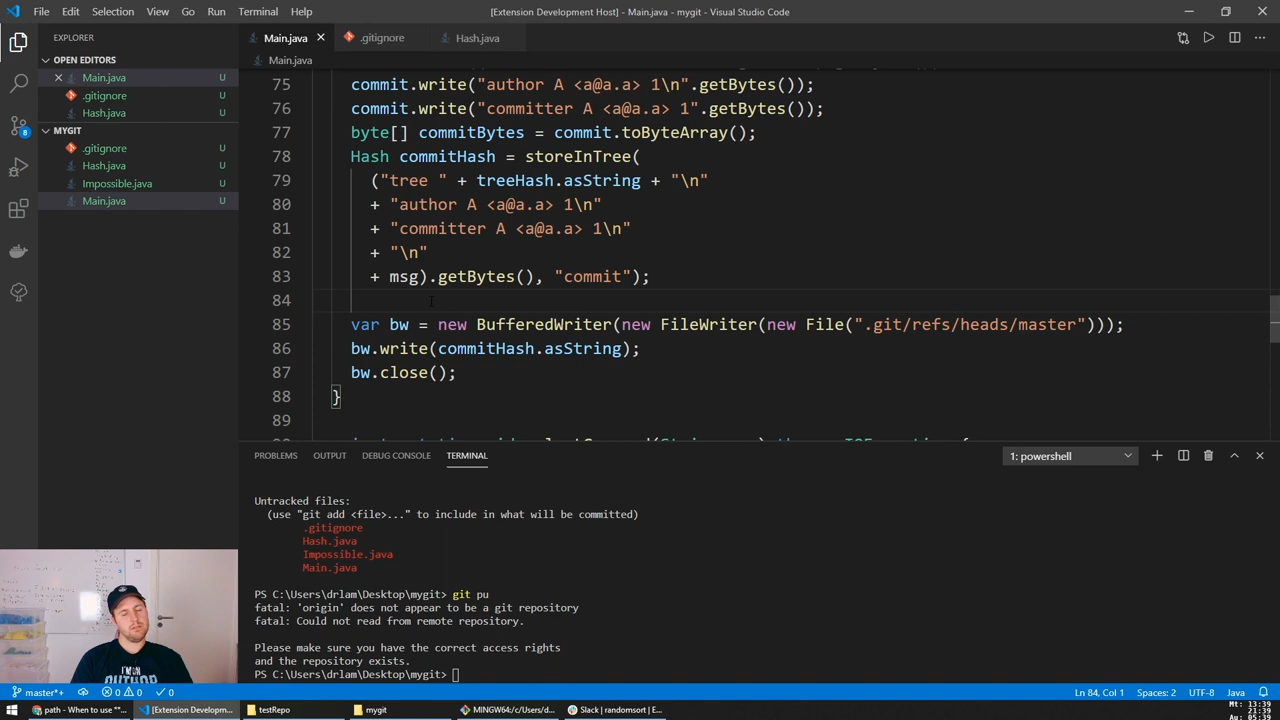 File Edit Selection View Go Run Terminal Help
[Extension Development Host] - Main.java - mygit - Visual Studio Code
EXPLORER
OPEN EDITORS
Main.java U
.gitignore U
Hash.java U
MYGIT
.gitignore U
Hash.java U
Impossible.java U
Main.java U
8
Main.java .gitignore Hash.java
Main.java
75 commit.write("author A <a@a.a> 1\n".getBytes());
76 commit.write("committer A <a@a.a> 1".getBytes());
77 byte[] commitBytes = commit.toByteArray();
78 Hash commitHash = storeInTree(
79 ("tree " + treeHash.asString + "\n"
80 + "author A <a@a.a> 1\n"
81 + "committer A <a@a.a> 1\n"
82 + "\n"
83 + msg).getBytes(), "commit");
84
85 var bw = new BufferedWriter(new FileWriter(new File(".git/refs/heads/master")));
86 bw.write(commitHash.asString);
87 bw.close();
88 }
89
PROBLEMS OUTPUT DEBUG CONSOLE TERMINAL
1: powershell
Untracked files:
(use "git add <file>..." to include in what will be committed)
.gitignore
Hash.java
Impossible.java
Main.java
PS C:\Users\drlam\Desktop\mygit> git pu
fatal: 'origin' does not appear to be a git repository
fatal: Could not read from remote repository.
Please make sure you have the correct access rights
and the repository exists.
PS C:\Users\drlam\Desktop\mygit>
I'M AN
AUTHOR
master*+ 0 0 0 Ln 84, Col 1 Spaces: 2 UTF-8 Java
path - When to use "... [Extension Developm... testRepo mygit MINGW64:/c/Users/d... Slack | randomsort | E...
Mt: 13:39
21:39